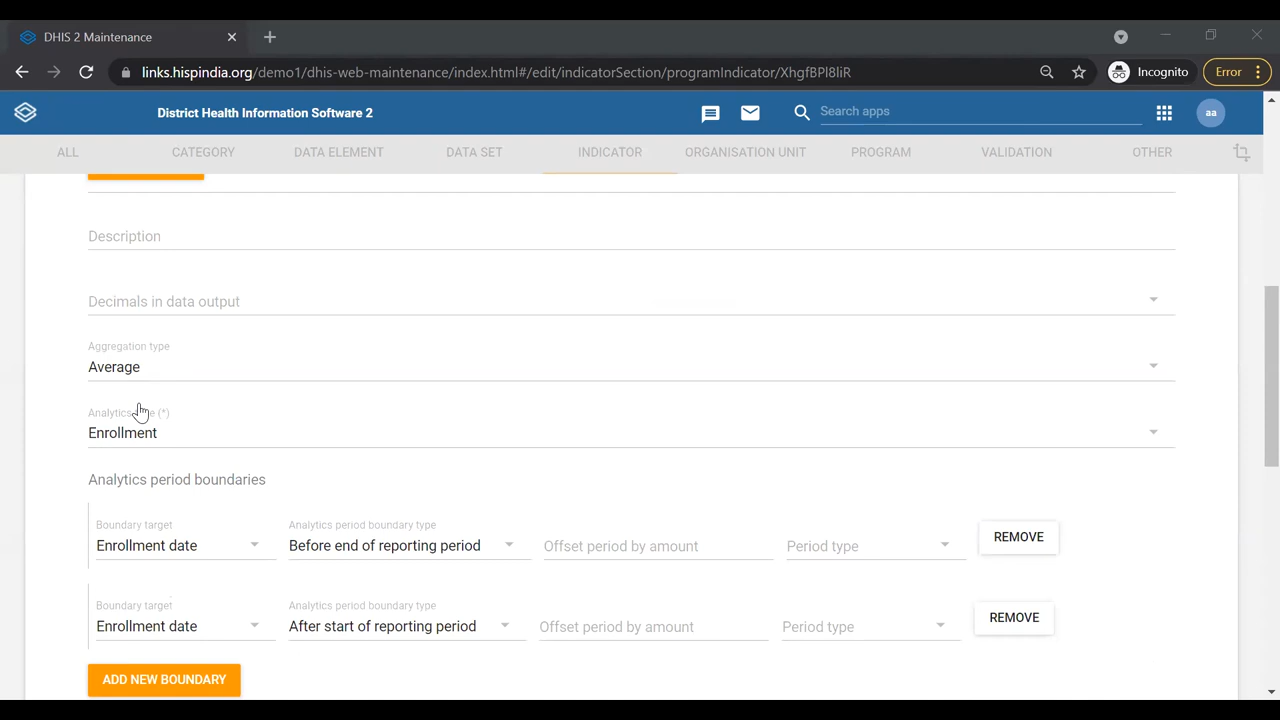 DHIS 2 Maintenance
links.hispindia.org/demo1/dhis-web-maintenance/index.html#/edit/indicatorSection/programIndicator/XhgfBPl8liR
Incognito
Error
District Health Information Software 2
Search apps
aa
ALL CATEGORY DATA ELEMENT DATA SET INDICATOR ORGANISATION UNIT PROGRAM VALIDATION OTHER
Description
Decimals in data output
Aggregation type
Average
Analytics (*)
Enrollment
Analytics period boundaries
Boundary target Analytics period boundary type
Enrollment date Before end of reporting period Offset period by amount Period type REMOVE
Boundary target Analytics period boundary type
Enrollment date After start of reporting period Offset period by amount Period type REMOVE
ADD NEW BOUNDARY